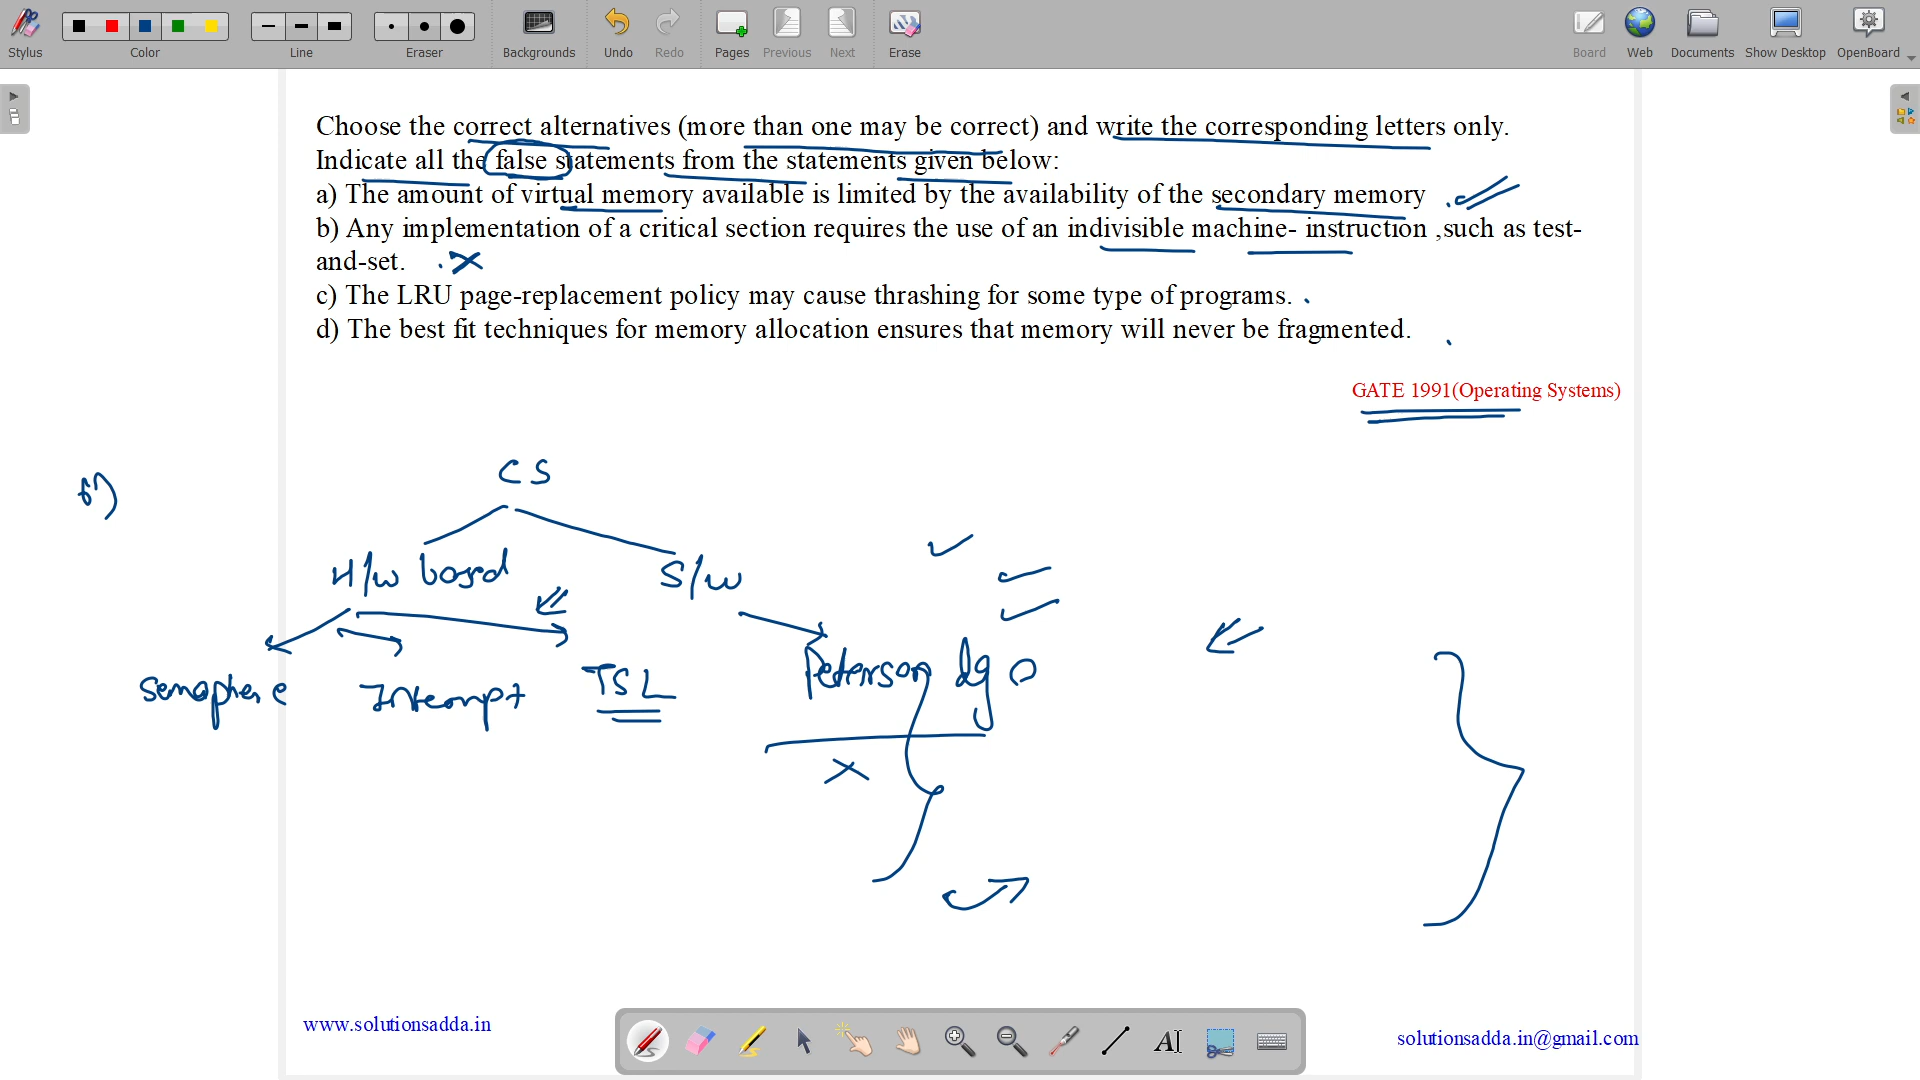 Stylus
Color
Line
Eraser
Backgrounds
Undo
Redo
Pages
Previous
Next
Erase
Board
Web
Documents
Show Desktop
OpenBoard
Choose the correct alternatives (more than one may be correct) and write the corresponding letters only.
Indicate all the false statements from the statements given below:
a) The amount of virtual memory available is limited by the availability of the secondary memory
b) Any implementation of a critical section requires the use of an indivisible machine- instruction ,such as test-
and-set.
c) The LRU page-replacement policy may cause thrashing for some type of programs.
d) The best fit techniques for memory allocation ensures that memory will never be fragmented.
GATE 1991(Operating Systems)
CS
H/w based
S/w
Semaphere
TSL
Peterson
www.solutionsadda.in
solutionsadda.in@gmail.com